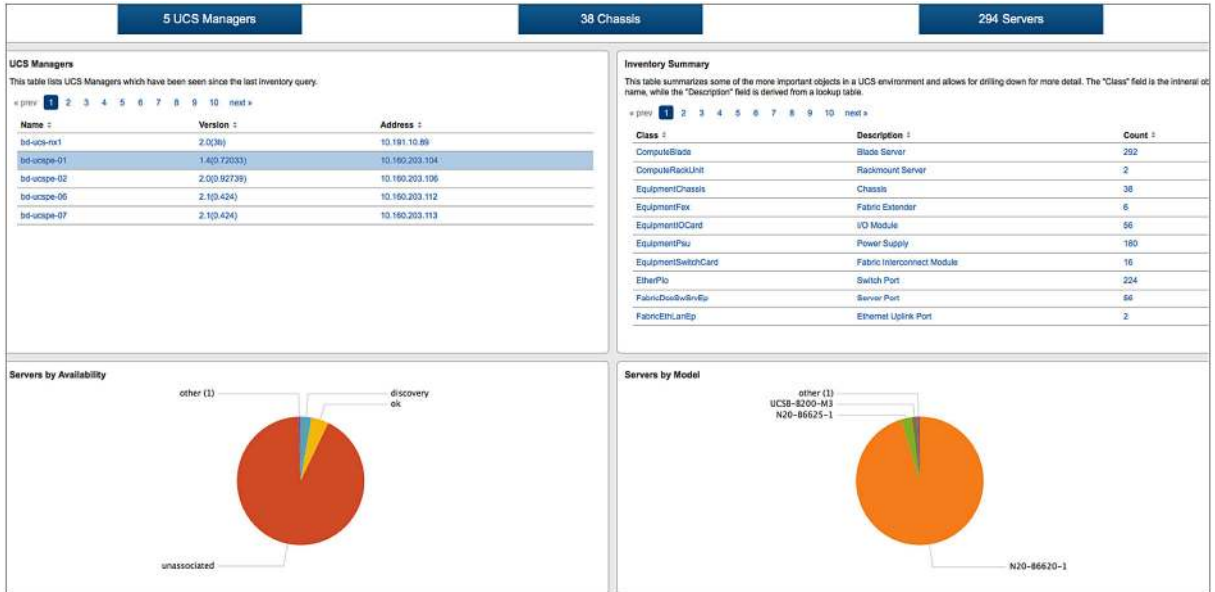 5 UCS Managers
38 Chassis
294 Servers
UCS Managers
This table lists UCS Managers which have been seen since the last inventory query.
« prev 1 2 3 4 5 6 7 8 9 10 next »
Name Version Address
bd-ucs-nx1 2.0(3b) 10.191.10.89
bd-ucspe-01 1.4(0.72033) 10.160.203.104
bd-ucspe-02 2.0(0.92739) 10.160.203.106
bd-ucspe-06 2.1(0.424) 10.160.203.112
bd-ucspe-07 2.1(0.424) 10.160.203.113
Inventory Summary
This table summarizes some of the more important objects in a UCS environment and allows for drilling down for more detail. The "Class" field is the intineral ob
name, while the "Description" field is derived from a lookup table.
« prev 1 2 3 4 5 6 7 8 9 10 next »
Class Description Count
ComputeBlade Blade Server 292
ComputeRackUnit Rackmount Server 2
EquipmentChassis Chassis 38
EquipmentFex Fabric Extender 6
EquipmentIOCard I/O Module 56
EquipmentPsu Power Supply 180
EquipmentSwitchCard Fabric Interconnect Module 16
EtherPIo Switch Port 224
FabricDceSwSrvEp Server Port 56
FabricEthLanEp Ethernet Uplink Port 2
Servers by Availability
other (1)
discovery
ok
unassociated
Servers by Model
other (1)
UCSB-B200-M3
N20-B6625-1
N20-B6620-1